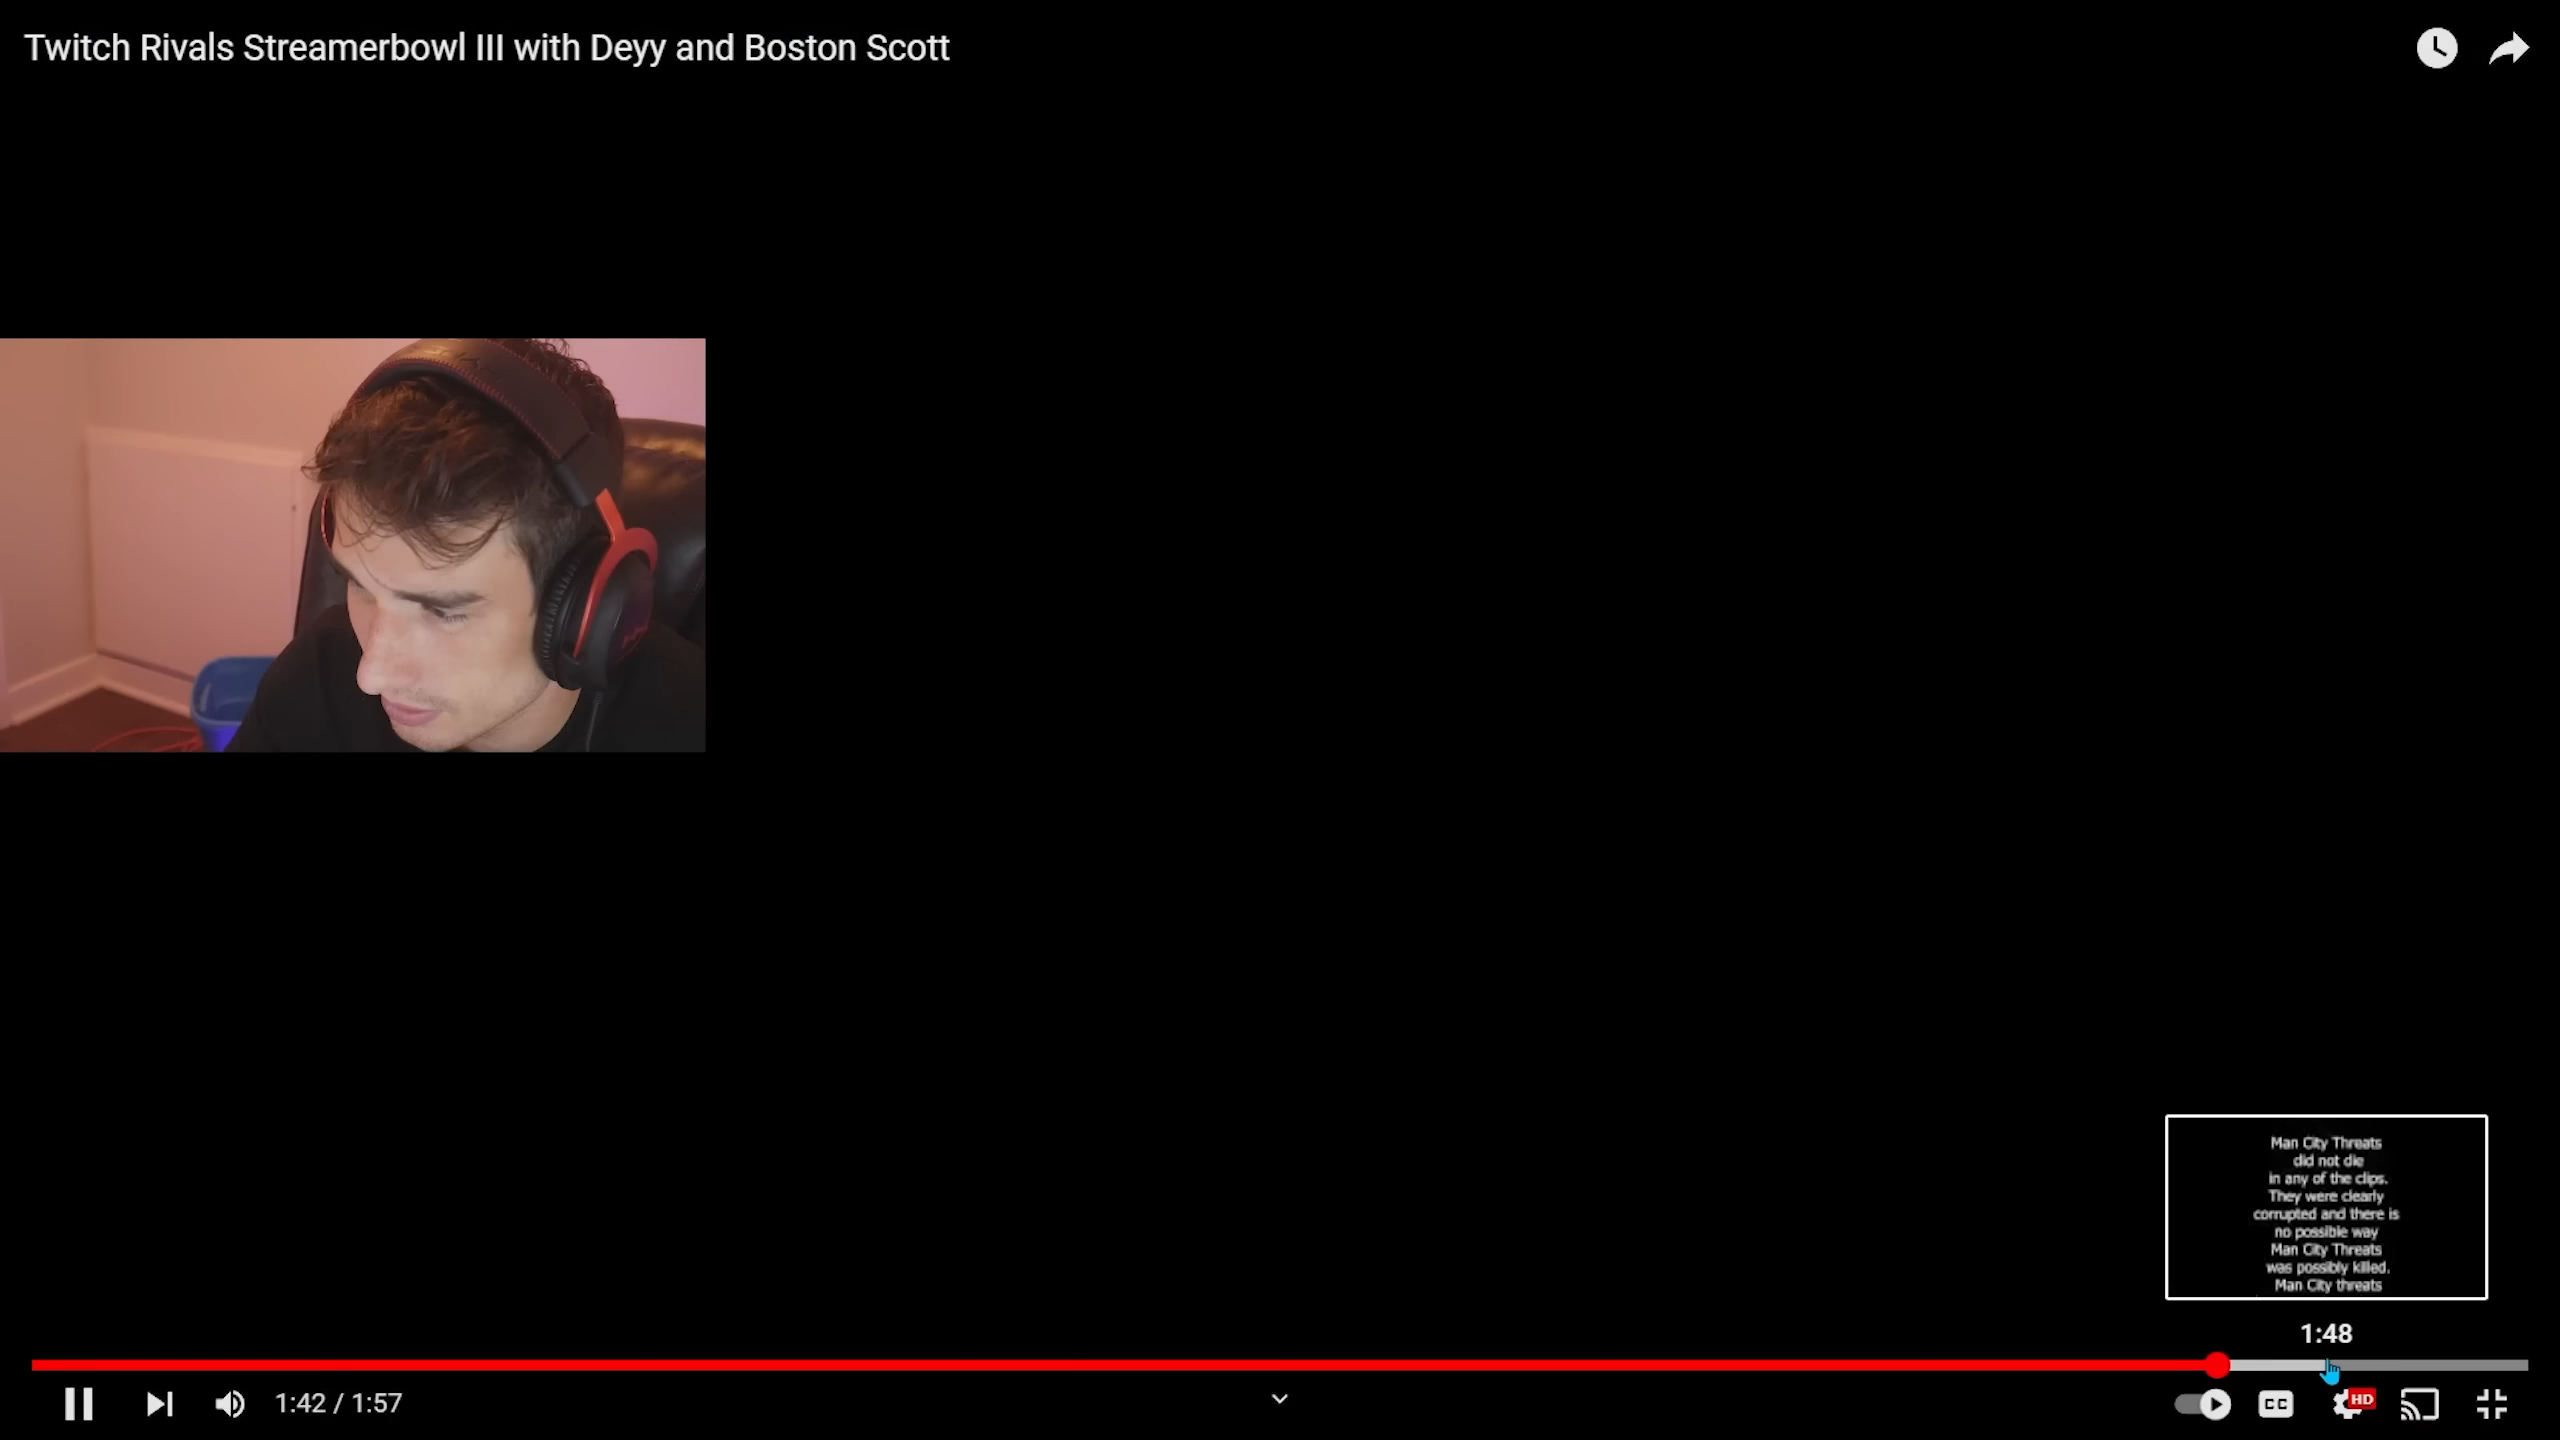 Twitch Rivals Streamerbowl III with Deyy and Boston Scott
Man City Threats
did not die
in any of the clips.
They were clearly
corrupted and there is
no possible way
Man City Threats
was possibly killed.
Man City threats
1:48
1:42 / 1:57
CC
HD